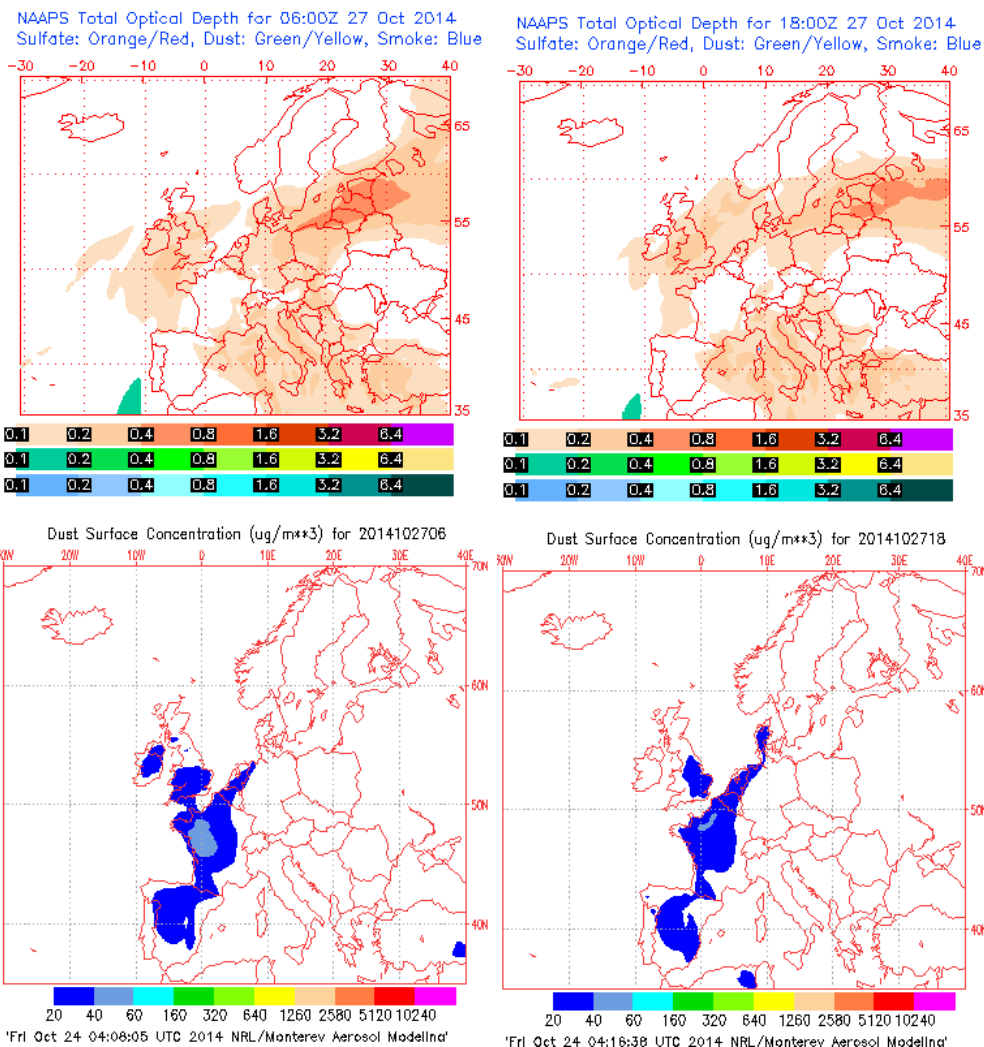 NAAPS Total Optical Depth for 06:00Z 27 Oct 2014
Sulfate: Orange/Red, Dust: Green/Yellow, Smoke: Blue
-30 -20 -10 0 10 20 30 40
65
55
45
35
0.1 0.2 0.4 0.8 1.6 3.2 6.4
0.1 0.2 0.4 0.8 1.6 3.2 6.4
0.1 0.2 0.4 0.8 1.6 3.2 6.4
NAAPS Total Optical Depth for 18:00Z 27 Oct 2014
Sulfate: Orange/Red, Dust: Green/Yellow, Smoke: Blue
-30 -20 -10 0 10 20 30 40
65
55
45
35
0.1 0.2 0.4 0.8 1.6 3.2 6.4
0.1 0.2 0.4 0.8 1.6 3.2 6.4
0.1 0.2 0.4 0.8 1.6 3.2 6.4
Dust Surface Concentration (ug/m**3) for 2014102706
20W 10W 0 10E 20E 30E 40E
70N
60N
50N
40N
20 40 60 160 320 640 1260 2580 5120 10240
'Fri Oct 24 04:08:05 UTC 2014 NRL/Monterey Aerosol Modeling'
Dust Surface Concentration (ug/m**3) for 2014102718
20W 10W 0 10E 20E 30E 40E
70N
60N
50N
40N
20 40 60 160 320 640 1260 2580 5120 10240
'Fri Oct 24 04:16:38 UTC 2014 NRL/Monterey Aerosol Modeling'